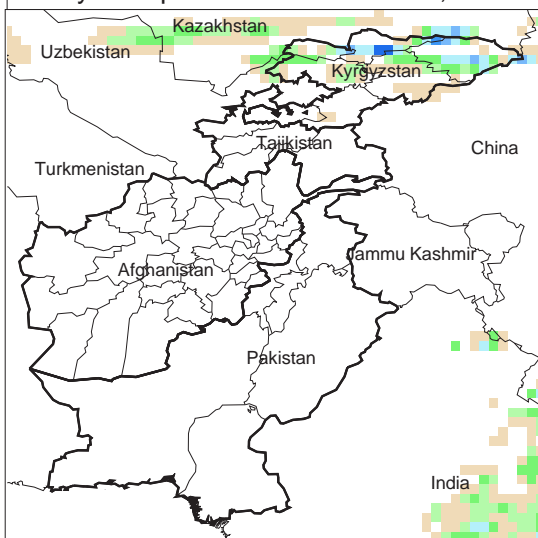 Kazakhstan
Uzbekistan
Kyrgyzstan
Tajikistan
China
Turkmenistan
Jammu Kashmir
Afghanistan
Pakistan
India